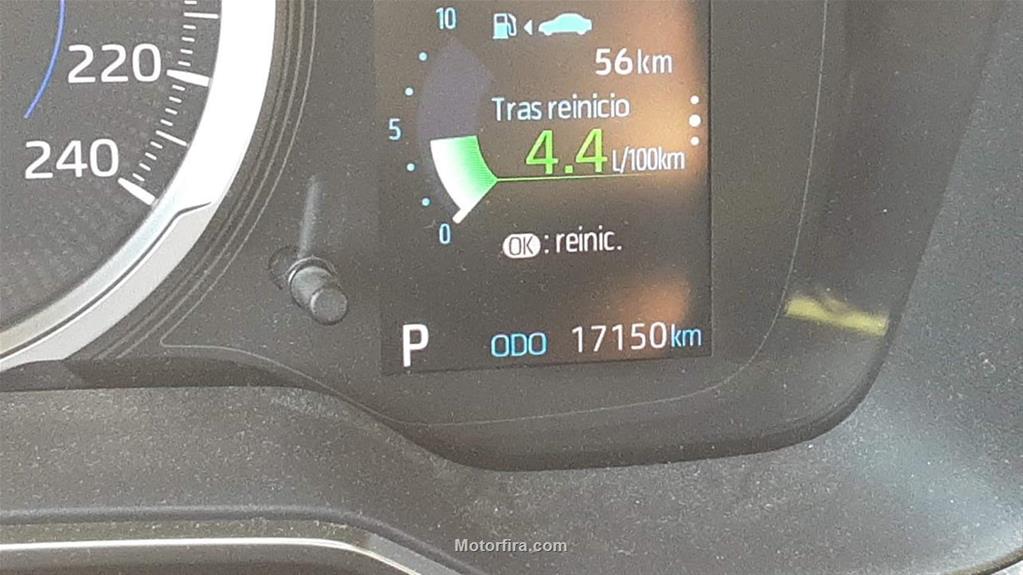 220
240
10
5
0
56km
Tras reinicio
4.4 L/100km
OK : reinic.
P ODO 17150km
Motorfira.com